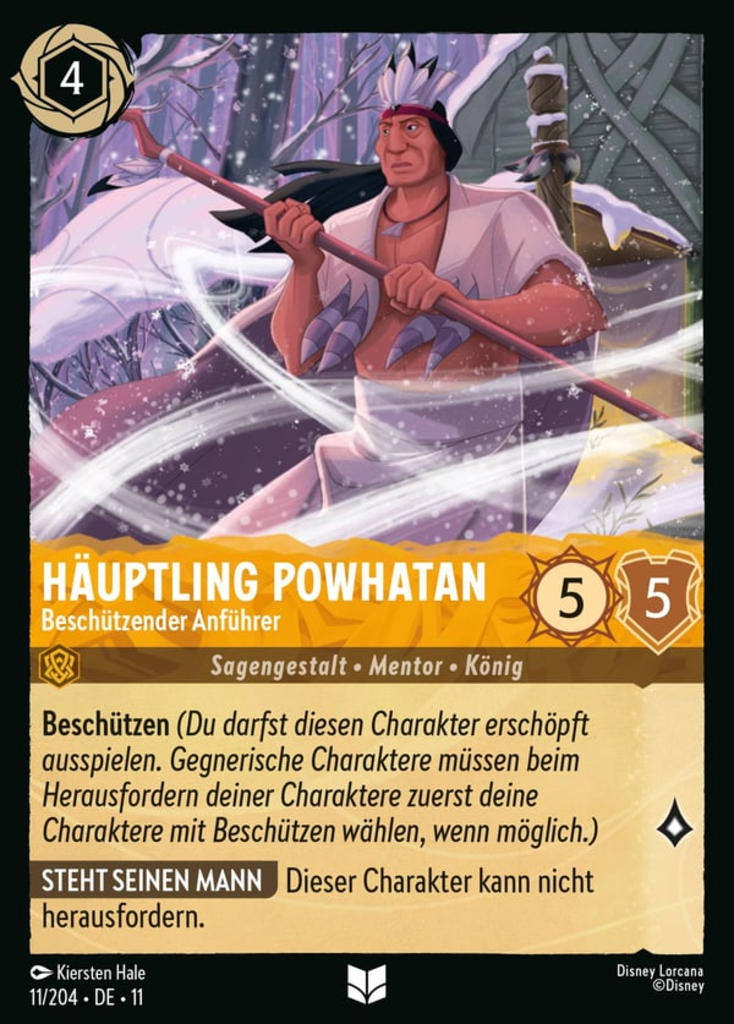 4
HÄUPTLING POWHATAN
Beschützender Anführer
5 5
Sagengestalt • Mentor • König
Beschützen (Du darfst diesen Charakter erschöpft
ausspielen. Gegnerische Charaktere müssen beim
Herausfordern deiner Charaktere zuerst deine
Charaktere mit Beschützen wählen, wenn möglich.)
STEHT SEINEN MANN Dieser Charakter kann nicht
herausfordern.
Kiersten Hale
11/204 • DE • 11
Disney Lorcana
©Disney